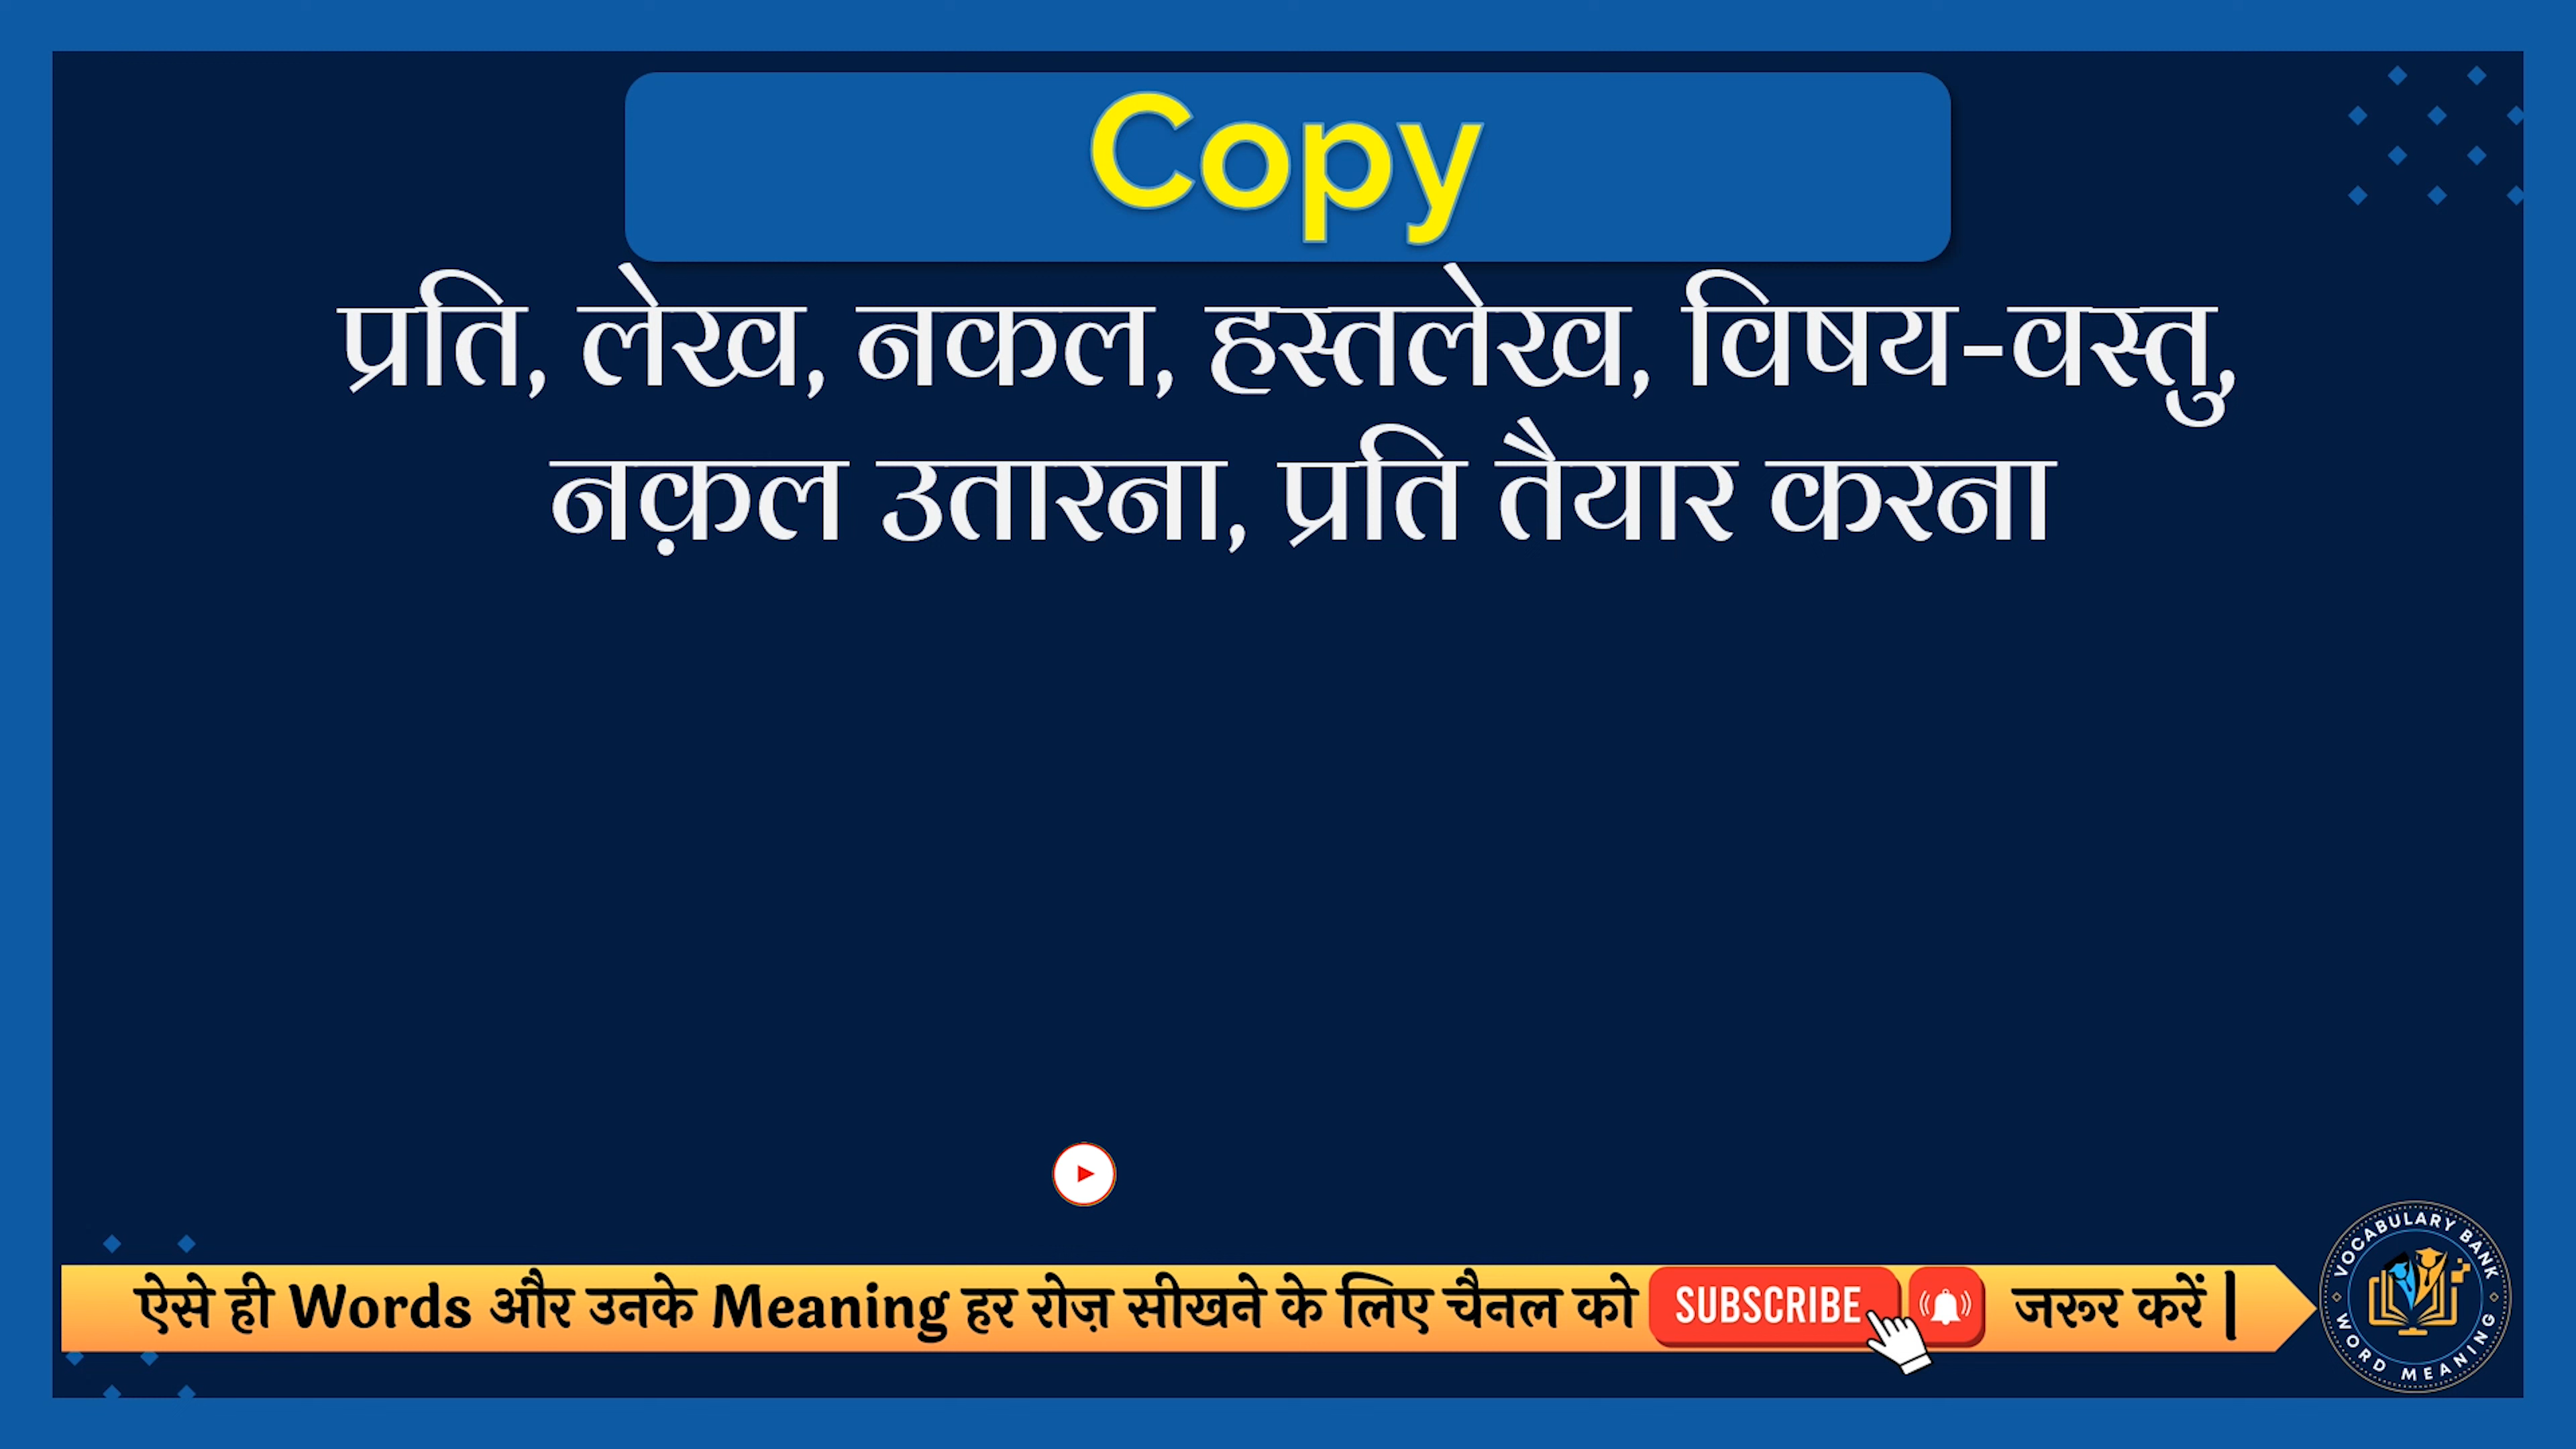 Copy
प्रति, लेख, नकल, हस्तलेख, विषय-वस्तु,
नक़ल उतारना, प्रति तैयार करना
ऐसे ही Words और उनके Meaning हर रोज़ सीखने के लिए चैनल को SUBSCRIBE जरूर करें |
VOCABULARY BANK
WORD MEANING